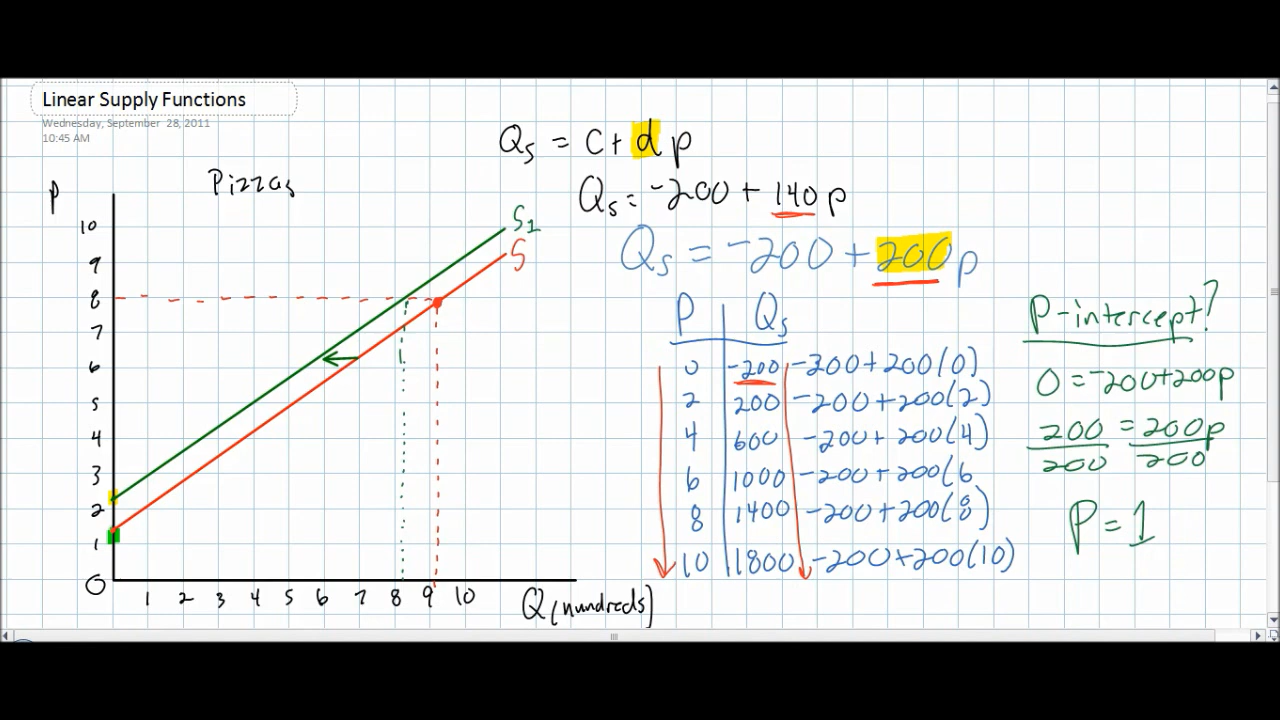 Linear Supply Functions
Wednesday, September 28, 2011
10:45 AM
Qs = c + d p
Qs = -200 + 140 p
Qs = -200 + 200 p
Pizzas
P
10
9
8
7
6
5
4
3
2
1
0
1 2 3 4 5 6 7 8 9 10 Q (hundreds)
S1
S
P Qs
0 -200 -200+200(0)
2 200 -200+200(2)
4 600 -200+200(4)
6 1000 -200+200(6
8 1400 -200+200(8)
10 1800 -200+200(10)
P-intercept?
0 = -200+200p
200 = 200p
200 200
P = 1